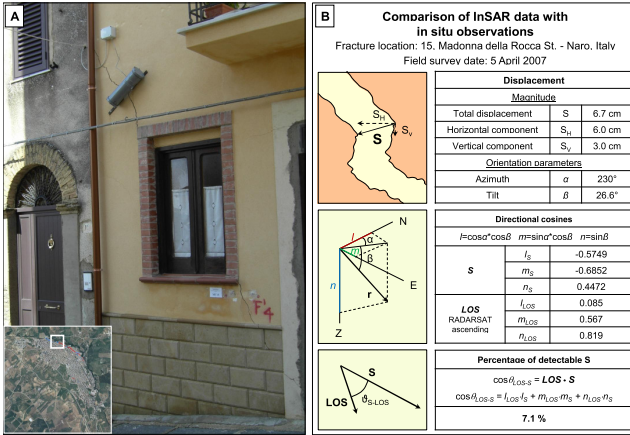 A
F'4
B
Comparison of InSAR data with
in situ observations
Fracture location: 15, Madonna della Rocca St. - Naro, Italy
Field survey date: 5 April 2007
Displacement
Magnitude
Total displacement S 6.7 cm
Horizontal component SH 6.0 cm
Vertical component SV 3.0 cm
Orientation parameters
Azimuth α 230°
Tilt β 26.6°
SH
S
Sv
Directional cosines
l=cosα*cosß m=sinα*cosß n=sinß
S
lS -0.5749
mS -0.6852
nS 0.4472
LOS
RADARSAT
ascending
lLOS 0.085
mLOS 0.567
nLOS 0.819
N
l
α
m
β
n
E
r
Z
Percentage of detectable S
cosθLOS-S = LOS • S
cosθLOS-S = lLOS·lS + mLOS·mS + nLOS·nS
7.1 %
S
LOS
ϑS-LOS